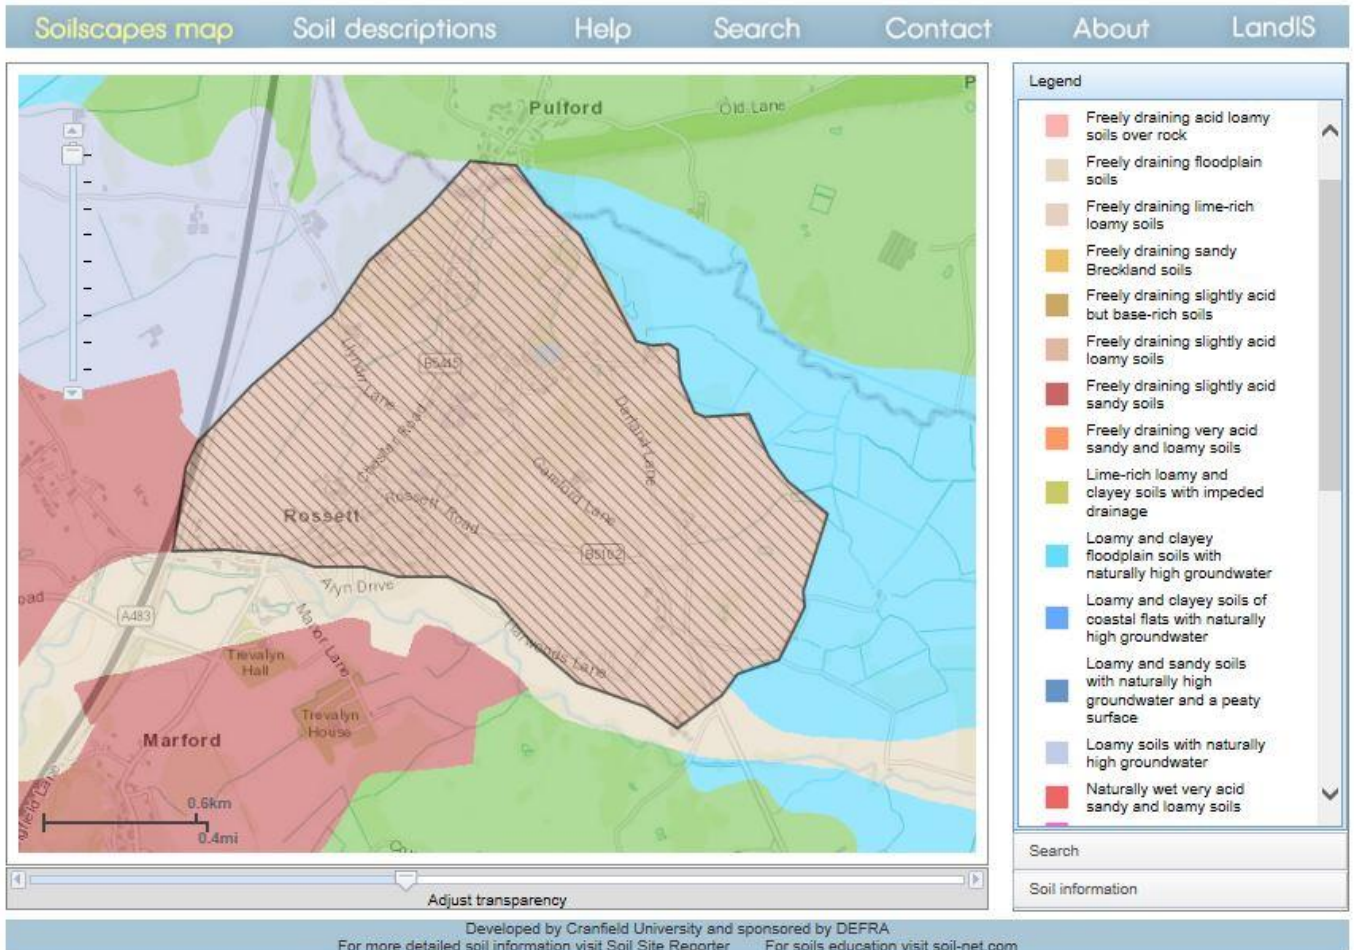 Soilscapes map Soil descriptions Help Search Contact About LandIS
Pulford
Old Lane
P
Llyndir Lane
B5445
Chester Road
Darland Lane
Rossett
Rossett Road
Gamford Lane
B5102
Alyn Drive
A483
oad
Manor Lane
Harwoods Lane
Trevalyn
Hall
Trevalyn
House
Marford
0.6km
0.4mi
Adjust transparency
Legend
Freely draining acid loamy
soils over rock
Freely draining floodplain
soils
Freely draining lime-rich
loamy soils
Freely draining sandy
Breckland soils
Freely draining slightly acid
but base-rich soils
Freely draining slightly acid
loamy soils
Freely draining slightly acid
sandy soils
Freely draining very acid
sandy and loamy soils
Lime-rich loamy and
clayey soils with impeded
drainage
Loamy and clayey
floodplain soils with
naturally high groundwater
Loamy and clayey soils of
coastal flats with naturally
high groundwater
Loamy and sandy soils
with naturally high
groundwater and a peaty
surface
Loamy soils with naturally
high groundwater
Naturally wet very acid
sandy and loamy soils
Search
Soil information
Developed by Cranfield University and sponsored by DEFRA
For more detailed soil information visit Soil Site Reporter For soils education visit soil-net.com